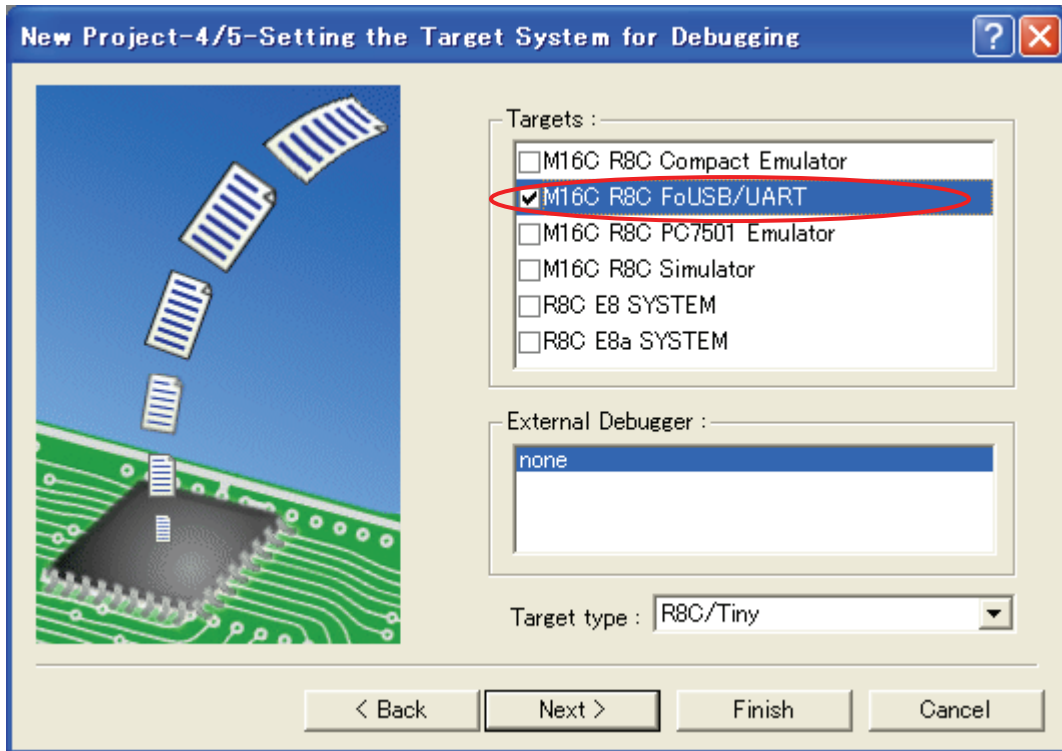 New Project-4/5-Setting the Target System for Debugging
Targets :
M16C R8C Compact Emulator
M16C R8C FoUSB/UART
M16C R8C PC7501 Emulator
M16C R8C Simulator
R8C E8 SYSTEM
R8C E8a SYSTEM
External Debugger :
none
Target type : R8C/Tiny
< Back Next > Finish Cancel